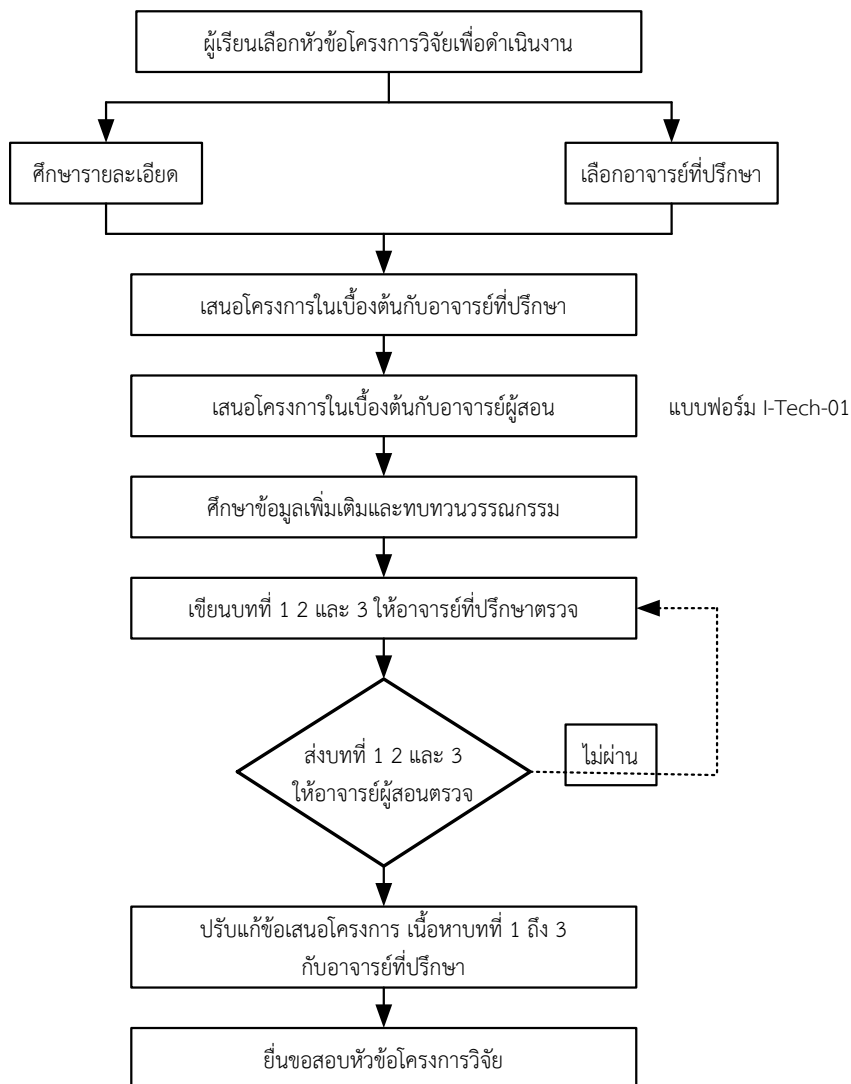 ผู้เรียนเลือกหัวข้อโครงการวิจัยเพื่อดำเนินงาน
ศึกษารายละเอียด
เลือกอาจารย์ที่ปรึกษา
เสนอโครงการในเบื้องต้นกับอาจารย์ที่ปรึกษา
เสนอโครงการในเบื้องต้นกับอาจารย์ผู้สอน
แบบฟอร์ม I-Tech-01
ศึกษาข้อมูลเพิ่มเติมและทบทวนวรรณกรรม
เขียนบทที่ 1 2 และ 3 ให้อาจารย์ที่ปรึกษาตรวจ
ส่งบทที่ 1 2 และ 3
ให้อาจารย์ผู้สอนตรวจ
ไม่ผ่าน
ปรับแก้ข้อเสนอโครงการ เนื้อหาบทที่ 1 ถึง 3
กับอาจารย์ที่ปรึกษา
ยื่นขอสอบหัวข้อโครงการวิจัย